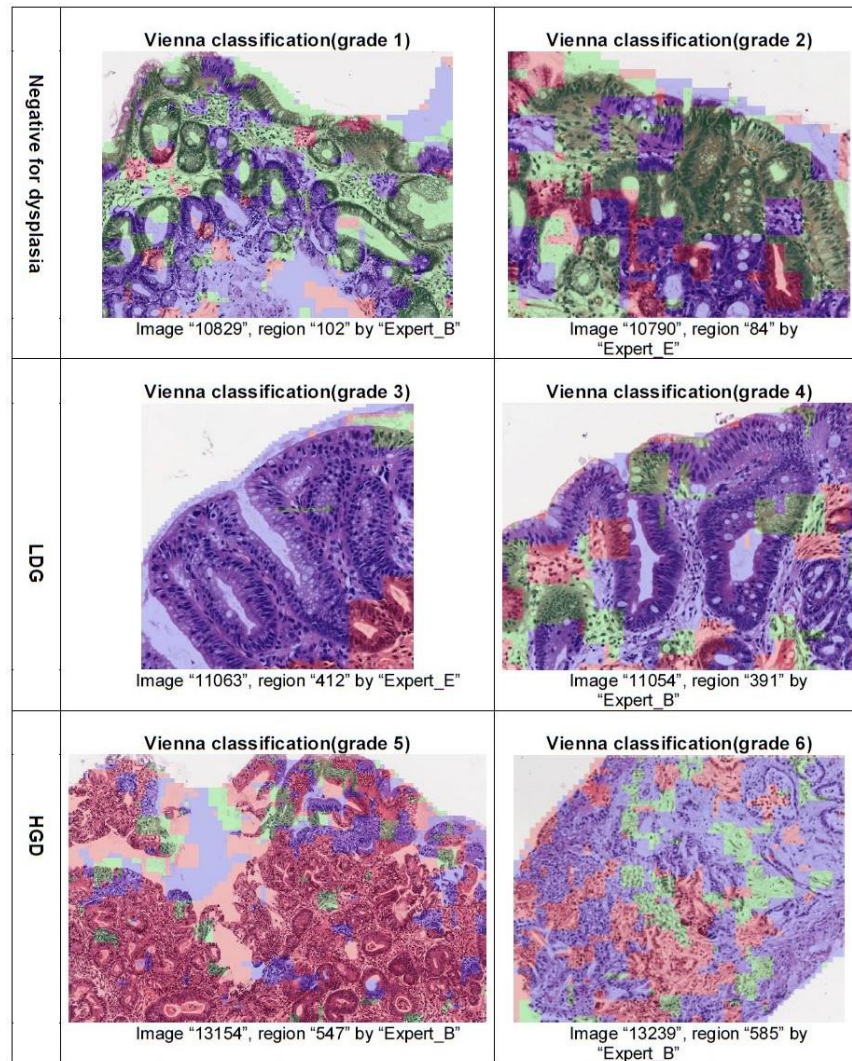 Negative for dysplasia
Vienna classification(grade 1)
Image “10829”, region “102” by “Expert_B”
Vienna classification(grade 2)
Image “10790”, region “84” by
“Expert_E”
LDG
Vienna classification(grade 3)
Image “11063”, region “412” by “Expert_E”
Vienna classification(grade 4)
Image “11054”, region “391” by
“Expert_B”
HGD
Vienna classification(grade 5)
Image “13154”, region “547” by “Expert_B”
Vienna classification(grade 6)
Image “13239”, region “585” by
“Expert_B”